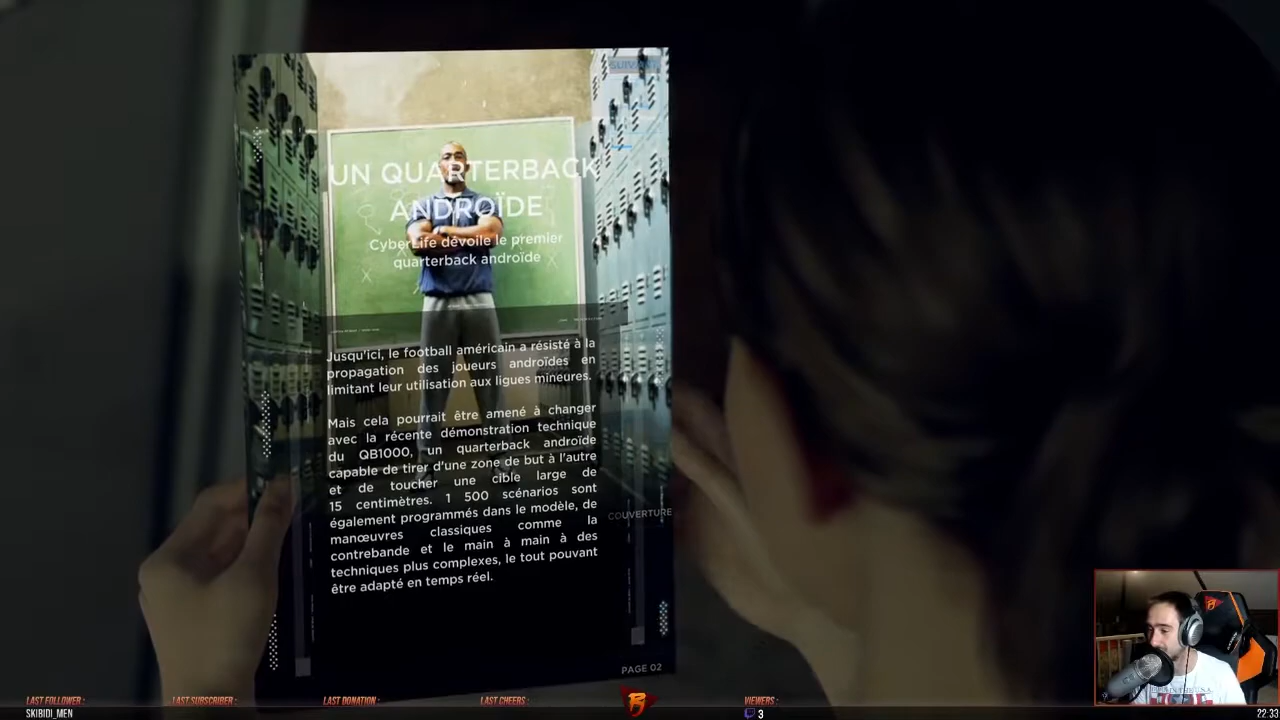 SUIVANT
UN QUARTERBACK
ANDROÏDE
CyberLife dévoile le premier
quarterback androïde
Jusqu'ici, le football américain a résisté à la
propagation des joueurs androïdes en
limitant leur utilisation aux ligues mineures.
Mais cela pourrait être amené à changer
avec la récente démonstration technique
du QB1000, un quarterback androïde
capable de tirer d'une zone de but à l'autre
et de toucher une cible large de
15 centimètres. 1 500 scénarios sont
également programmés dans le modèle, de
manœuvres classiques comme la
contrebande et le main à main à des
techniques plus complexes, le tout pouvant
être adapté en temps réel.
COUVERTURE
PAGE 02
LAST FOLLOWER :
SKIBIDI_MEN
LAST SUBSCRIBER :
LAST DONATION :
LAST CHEERS :
VIEWERS :
3
22:33